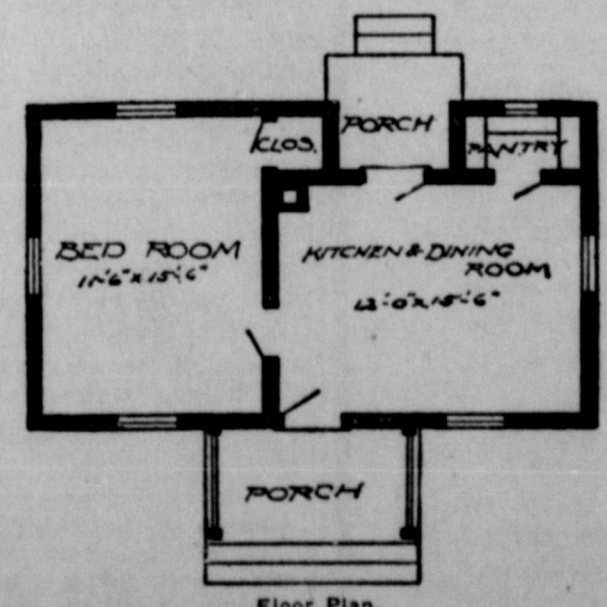 PORCH
CLOS.
PANTRY
BED ROOM
11'-6" x 15'-6"
KITCHEN & DINING
ROOM
12'-0" x 15'-6"
PORCH
Floor Plan